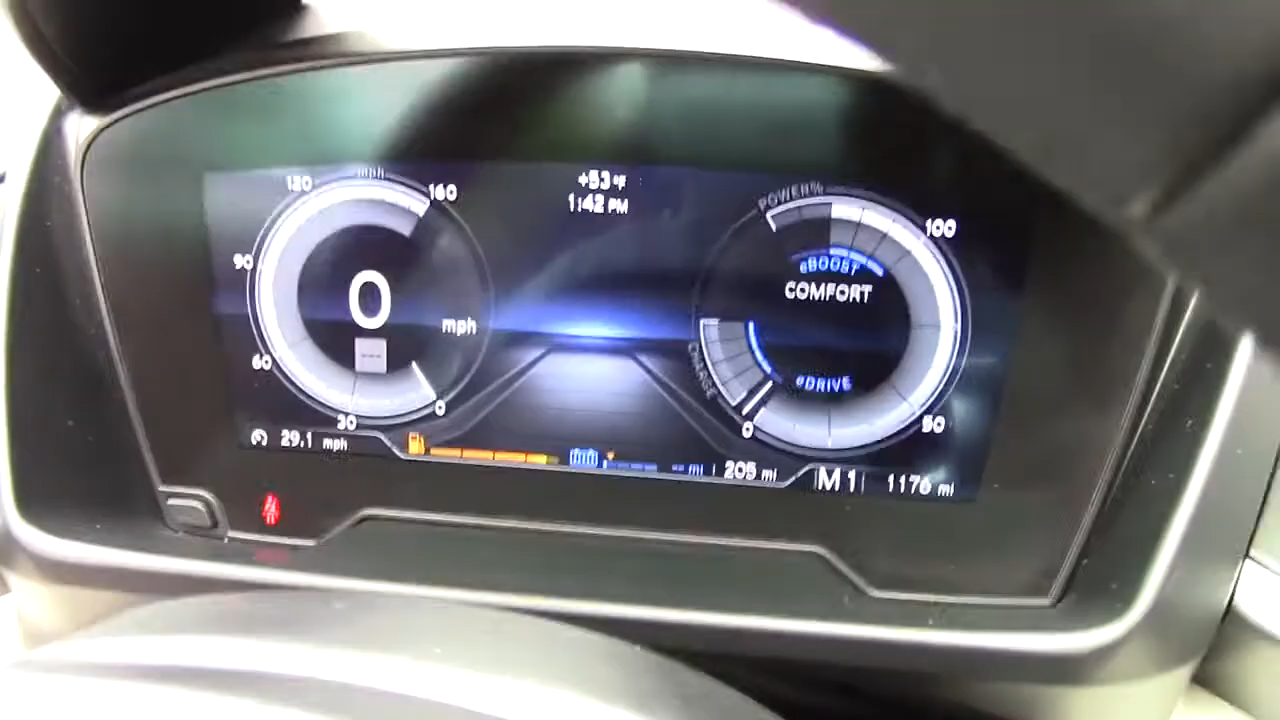 +53 °F
1:42 PM
120
mph
160
90
0
mph
60
30
0
POWER%
100
eBOOST
COMFORT
CHARGE
eDRIVE
0
50
29.1 mph
-- mi
205 mi
M1
1176 mi